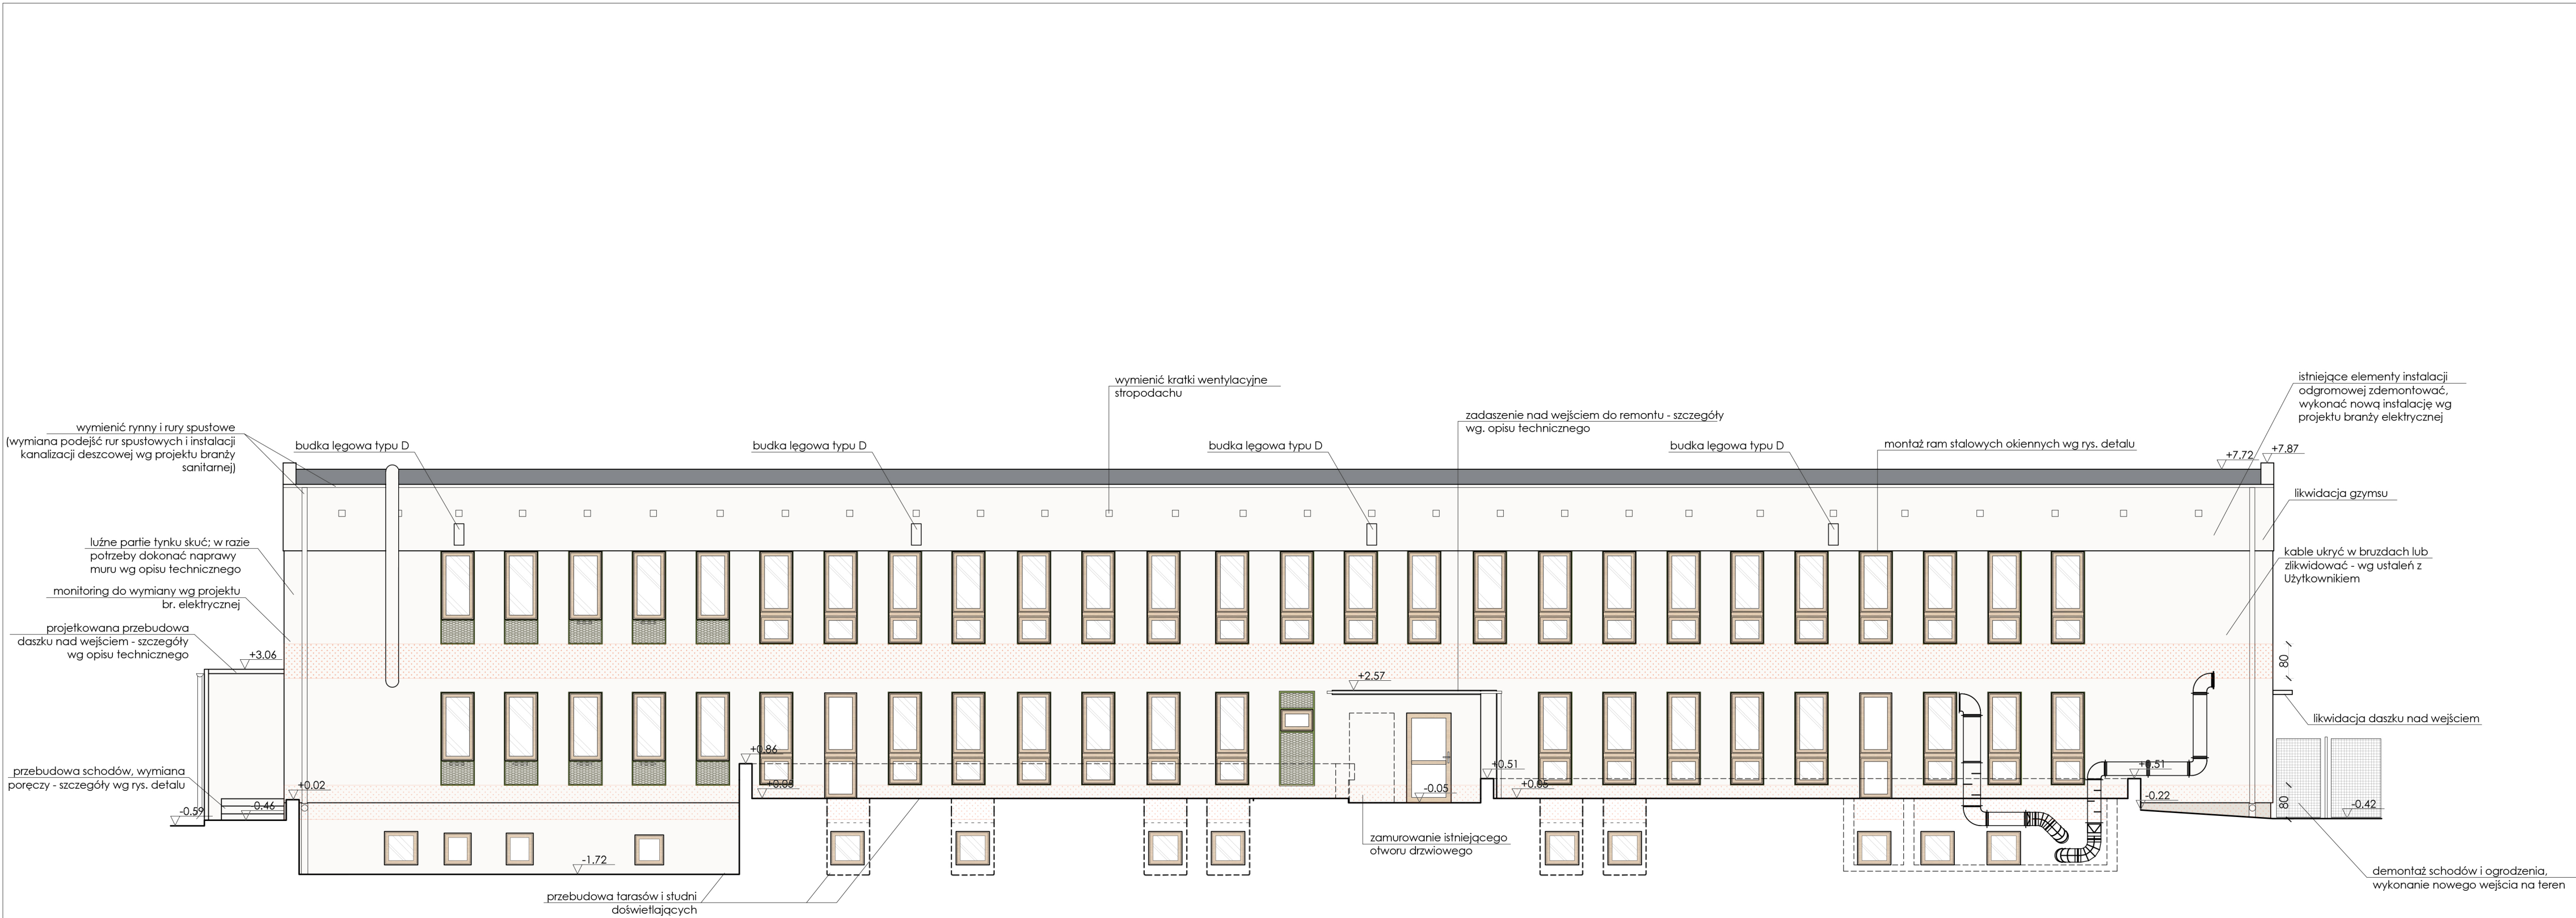 wymienić kratki wentylacyjne
stropodachu
istniejące elementy instalacji
odgromowej zdemontować,
wykonać nową instalację wg
projektu branży elektrycznej
zadaszenie nad wejściem do remontu - szczegóły
wg. opisu technicznego
wymienić rynny i rury spustowe
(wymiana podejść rur spustowych i instalacji
kanalizacji deszcowej wg projektu branży
sanitarnej)
budka lęgowa typu D
budka lęgowa typu D
budka lęgowa typu D
budka lęgowa typu D
montaż ram stalowych okiennych wg rys. detalu
+7.72
+7.87
likwidacja gzymsu
luźne partie tynku skuć; w razie
potrzeby dokonać naprawy
muru wg opisu technicznego
kable ukryć w bruzdach lub
zlikwidować - wg ustaleń z
Użytkownikiem
monitoring do wymiany wg projektu
br. elektrycznej
projetkowana przebudowa
daszku nad wejściem - szczegóły
wg opisu technicznego
+3.06
80
+2.57
likwidacja daszku nad wejściem
+0.86
przebudowa schodów, wymiana
poręczy - szczegóły wg rys. detalu
+0.02
+0.05
+0.51
+0.05
+0.51
-0.59
-0.46
-0.05
-0.22
80
-0.42
zamurowanie istniejącego
otworu drzwiowego
-1.72
demontaż schodów i ogrodzenia,
wykonanie nowego wejścia na teren
przebudowa tarasów i studni
doświetlających